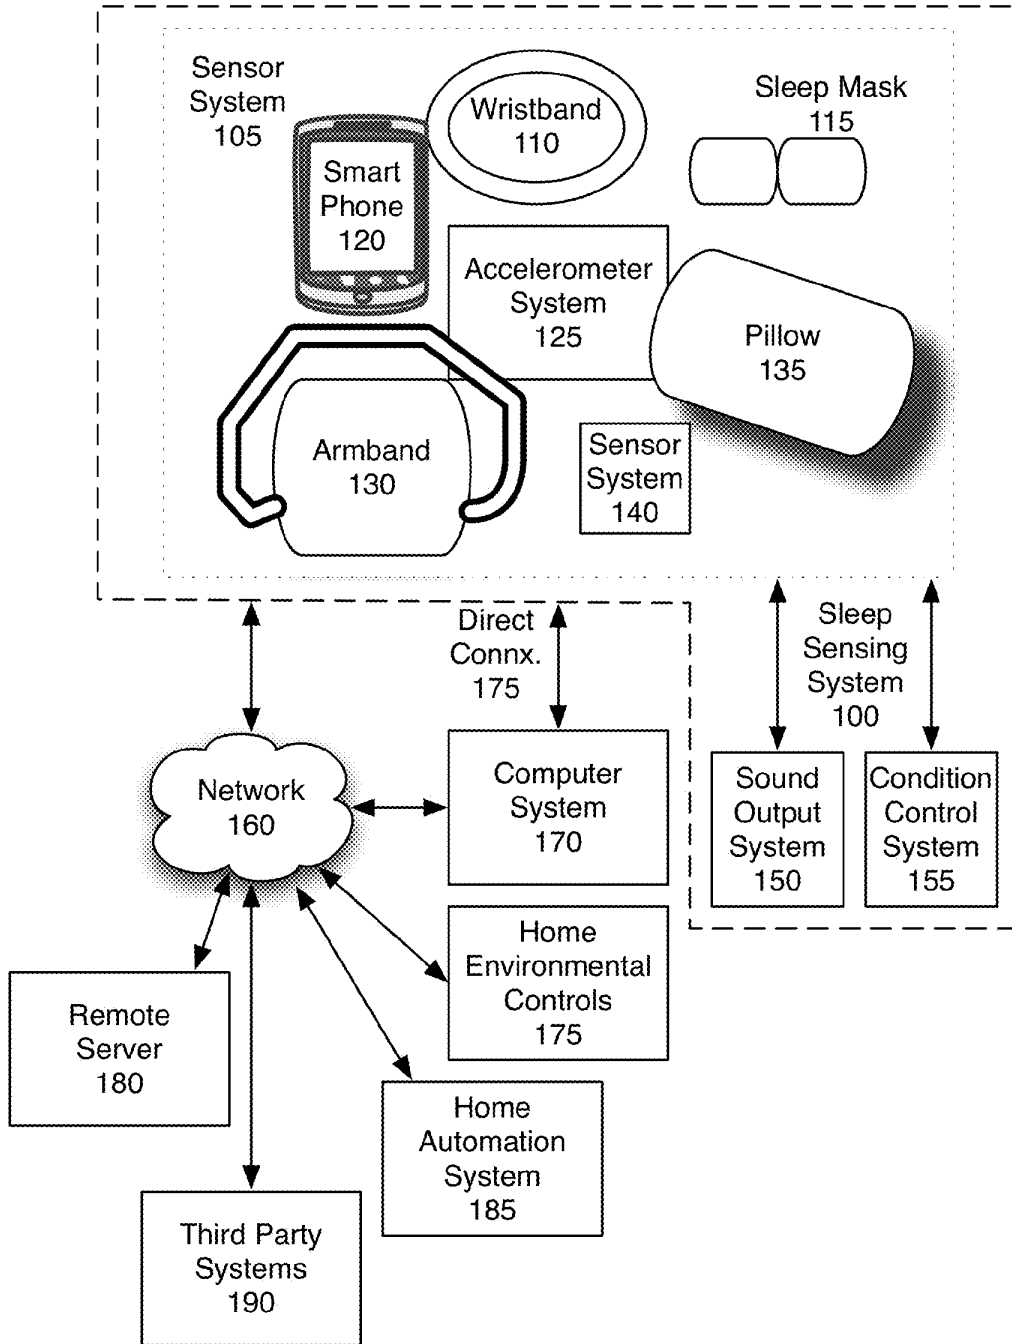 Sensor
System
105
Wristband
110
Sleep Mask
115
Smart
Phone
120
Accelerometer
System
125
Pillow
135
Armband
130
Sensor
System
140
Direct
Connx.
175
Sleep
Sensing
System
100
Network
160
Computer
System
170
Sound
Output
System
150
Condition
Control
System
155
Home
Environmental
Controls
175
Remote
Server
180
Home
Automation
System
185
Third Party
Systems
190